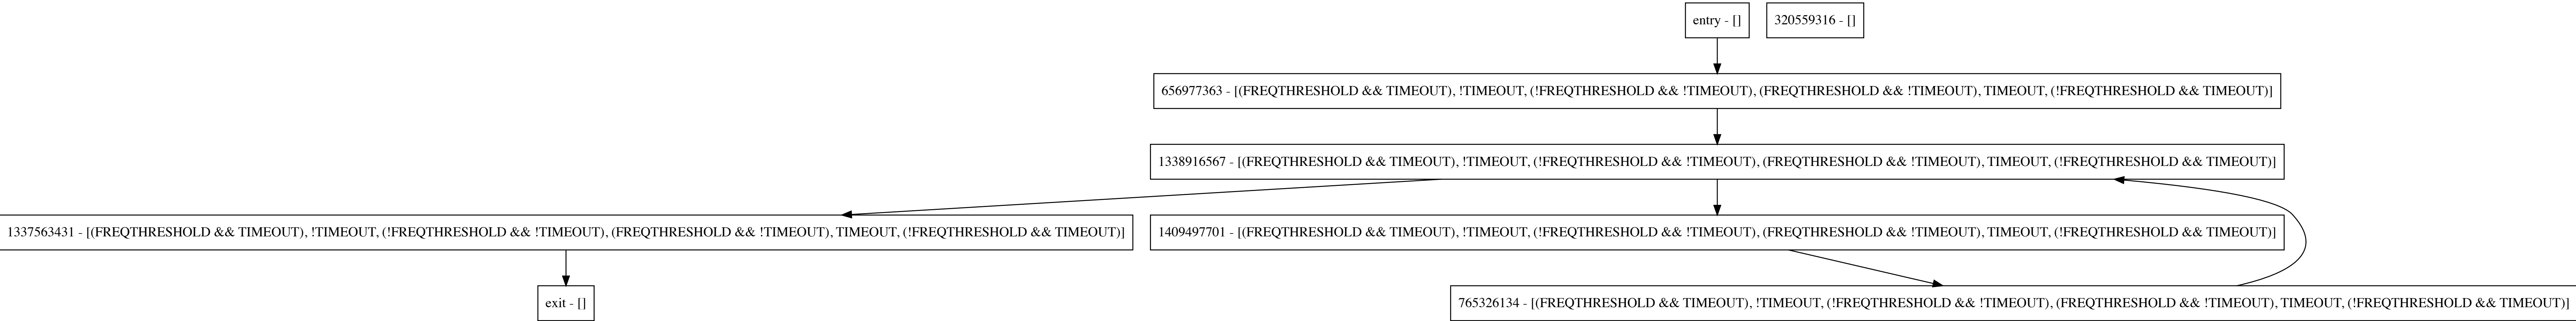 entry - []
320559316 - []
656977363 - [(FREQTHRESHOLD && TIMEOUT), !TIMEOUT, (!FREQTHRESHOLD && !TIMEOUT), (FREQTHRESHOLD && !TIMEOUT), TIMEOUT, (!FREQTHRESHOLD && TIMEOUT)]
1338916567 - [(FREQTHRESHOLD && TIMEOUT), !TIMEOUT, (!FREQTHRESHOLD && !TIMEOUT), (FREQTHRESHOLD && !TIMEOUT), TIMEOUT, (!FREQTHRESHOLD && TIMEOUT)]
1337563431 - [(FREQTHRESHOLD && TIMEOUT), !TIMEOUT, (!FREQTHRESHOLD && !TIMEOUT), (FREQTHRESHOLD && !TIMEOUT), TIMEOUT, (!FREQTHRESHOLD && TIMEOUT)]
1409497701 - [(FREQTHRESHOLD && TIMEOUT), !TIMEOUT, (!FREQTHRESHOLD && !TIMEOUT), (FREQTHRESHOLD && !TIMEOUT), TIMEOUT, (!FREQTHRESHOLD && TIMEOUT)]
exit - []
765326134 - [(FREQTHRESHOLD && TIMEOUT), !TIMEOUT, (!FREQTHRESHOLD && !TIMEOUT), (FREQTHRESHOLD && !TIMEOUT), TIMEOUT, (!FREQTHRESHOLD && TIMEOUT)]